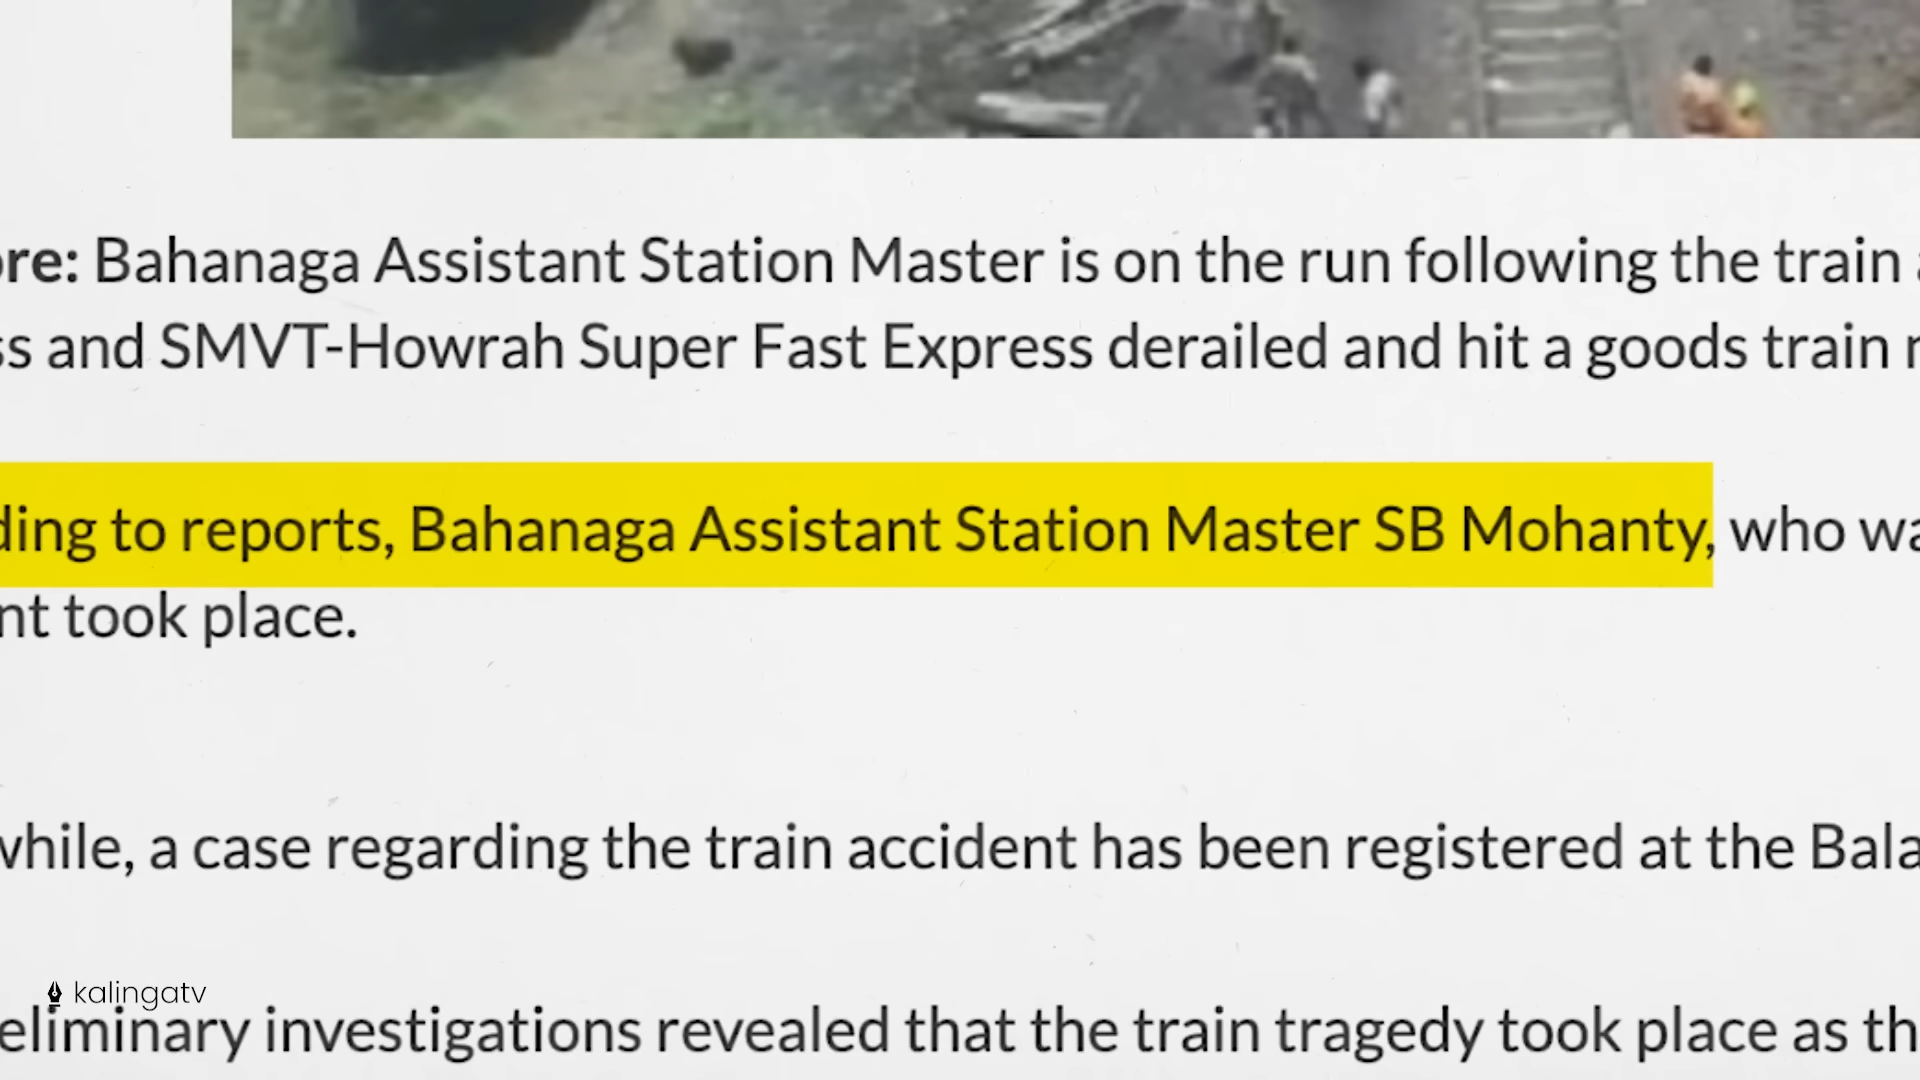 re: Bahanaga Assistant Station Master is on the run following the train
ss and SMVT-Howrah Super Fast Express derailed and hit a goods train
ding to reports, Bahanaga Assistant Station Master SB Mohanty, who wa
nt took place.
while, a case regarding the train accident has been registered at the Bala
kalingatv
eliminary investigations revealed that the train tragedy took place as th